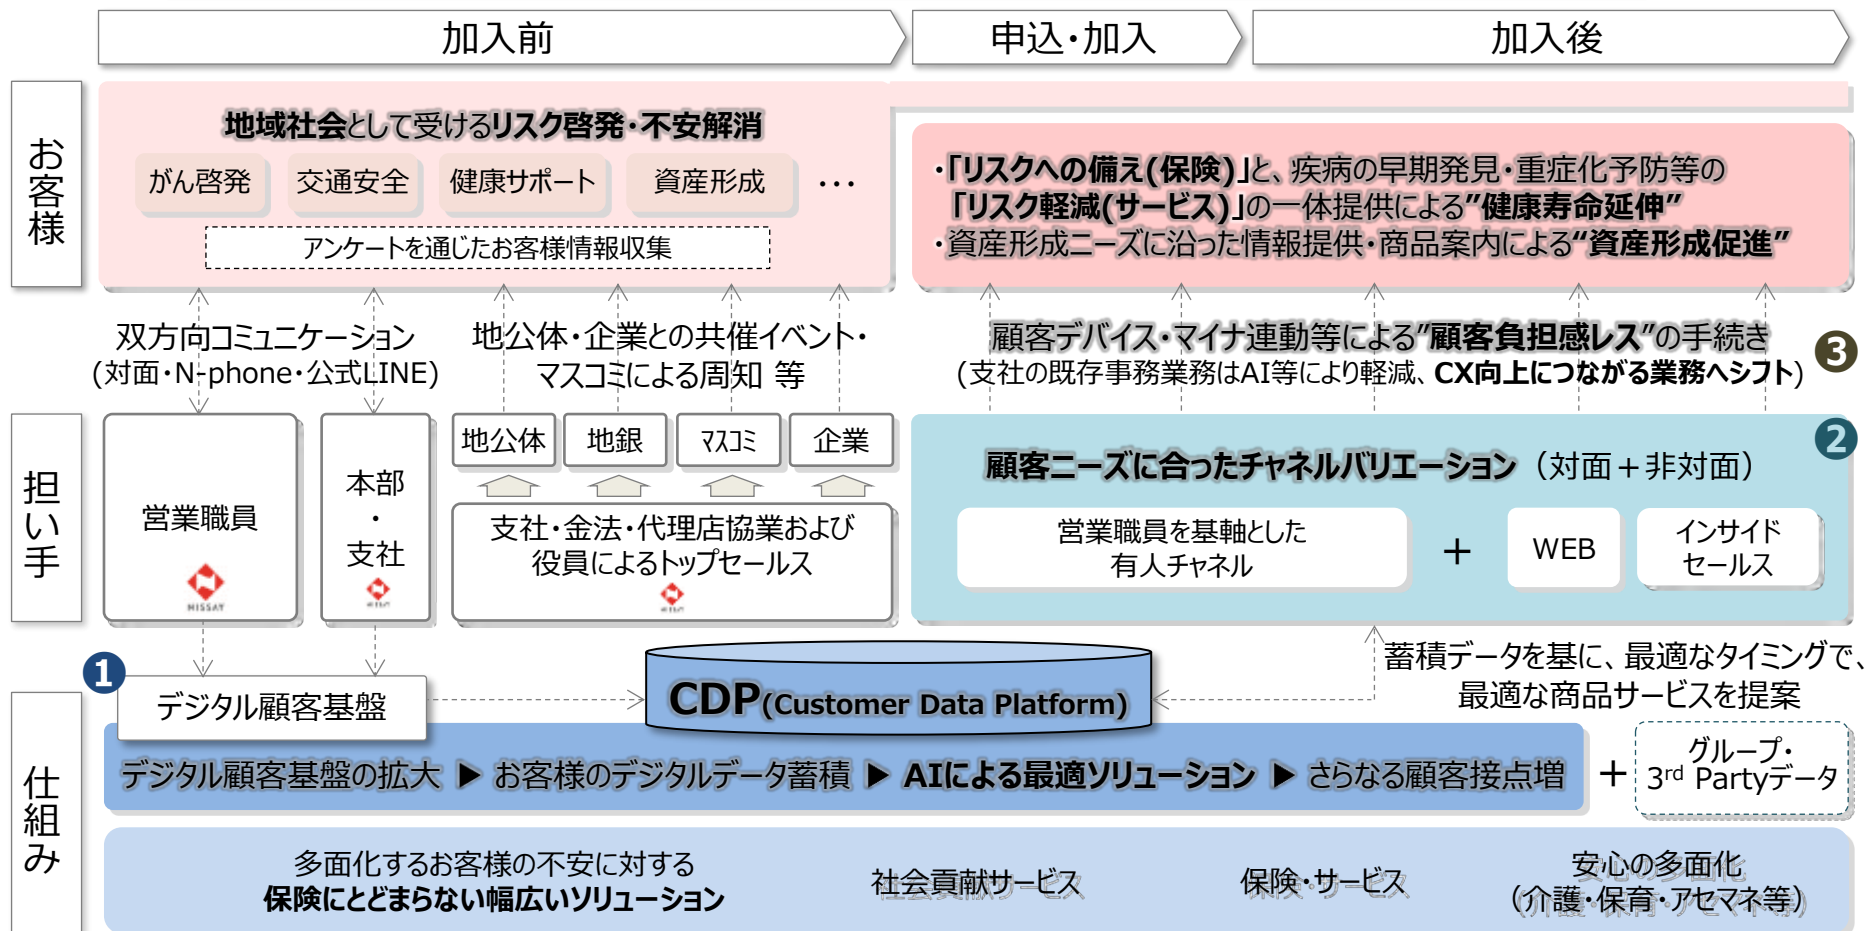 加入前
申込・加入
加入後
お客様
地域社会として受けるリスク啓発・不安解消
がん啓発
交通安全
健康サポート
資産形成
・・・
アンケートを通じたお客様情報収集
・「リスクへの備え(保険)」と、疾病の早期発見・重症化予防等の
「リスク軽減(サービス)」の一体提供による"健康寿命延伸"
・資産形成ニーズに沿った情報提供・商品案内による“資産形成促進”
双方向コミュニケーション
(対面・N-phone・公式LINE)
地公体・企業との共催イベント・
マスコミによる周知 等
顧客デバイス・マイナ連動等による"顧客負担感レス"の手続き
(支社の既存事務業務はAI等により軽減、CX向上につながる業務へシフト)
3
担い手
営業職員
NISSAY
本部
・
支社
地公体
地銀
マスコミ
企業
支社・金法・代理店協業および
役員によるトップセールス
2
顧客ニーズに合ったチャネルバリエーション（対面＋非対面）
営業職員を基軸とした
有人チャネル
+
WEB
インサイド
セールス
仕組み
1
デジタル顧客基盤
CDP(Customer Data Platform)
蓄積データを基に、最適なタイミングで、
最適な商品サービスを提案
デジタル顧客基盤の拡大 ▶ お客様のデジタルデータ蓄積 ▶ AIによる最適ソリューション ▶ さらなる顧客接点増
+
グループ・
3rd Partyデータ
多面化するお客様の不安に対する
保険にとどまらない幅広いソリューション
社会貢献サービス
保険・サービス
安心の多面化
（介護・保育・アセマネ等）